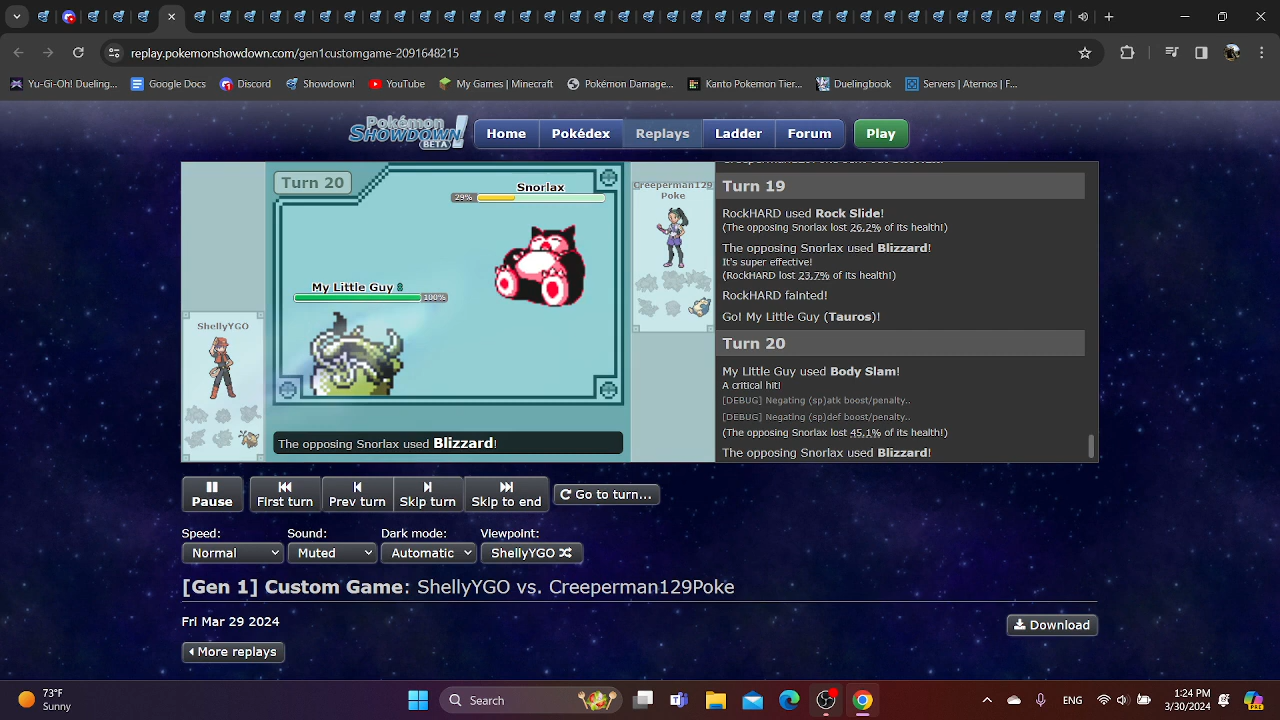 replay.pokemonshowdown.com/gen1customgame-2091648215
Yu-Gi-Oh! Dueling...
Google Docs
Discord
Showdown!
YouTube
My Games | Minecraft
Pokémon Damage...
Kanto Pokemon Tier...
Duelingbook
Servers | Aternos | F...
Pokémon
SHOWDOWN!
BETA
Home
Pokédex
Replays
Ladder
Forum
Play
Turn 20
Snorlax
29%
My Little Guy
100%
ShellyYGO
Creeperman129
Poke
The opposing Snorlax used Blizzard!
Turn 19
RockHARD used Rock Slide!
(The opposing Snorlax lost 26.2% of its health!)
The opposing Snorlax used Blizzard!
It's super effective!
(RockHARD lost 23.7% of its health!)
RockHARD fainted!
Go! My Little Guy (Tauros)!
Turn 20
My Little Guy used Body Slam!
A critical hit!
[DEBUG] Negating (sp)atk boost/penalty..
[DEBUG] Negating (sp)def boost/penalty..
(The opposing Snorlax lost 45.1% of its health!)
The opposing Snorlax used Blizzard!
Pause
First turn
Prev turn
Skip turn
Skip to end
Go to turn...
Speed:
Sound:
Dark mode:
Viewpoint:
Normal
Muted
Automatic
ShellyYGO
[Gen 1] Custom Game: ShellyYGO vs. Creeperman129Poke
Fri Mar 29 2024
Download
More replays
73°F
Sunny
Search
ENG
1:24 PM
3/30/2024
PRE